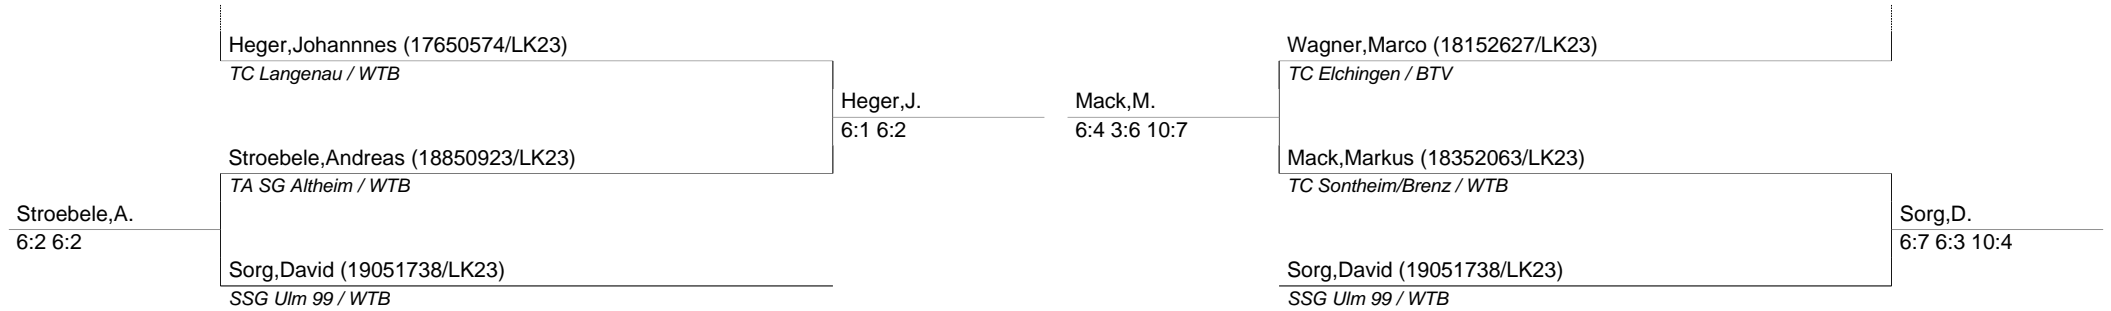 Heger,Johannnes (17650574/LK23)
TC Langenau / WTB
Heger,J.
6:1 6:2
Stroebele,Andreas (18850923/LK23)
TA SG Altheim / WTB
Stroebele,A.
6:2 6:2
Sorg,David (19051738/LK23)
SSG Ulm 99 / WTB
Wagner,Marco (18152627/LK23)
TC Elchingen / BTV
Mack,M.
6:4 3:6 10:7
Mack,Markus (18352063/LK23)
TC Sontheim/Brenz / WTB
Sorg,D.
6:7 6:3 10:4
Sorg,David (19051738/LK23)
SSG Ulm 99 / WTB